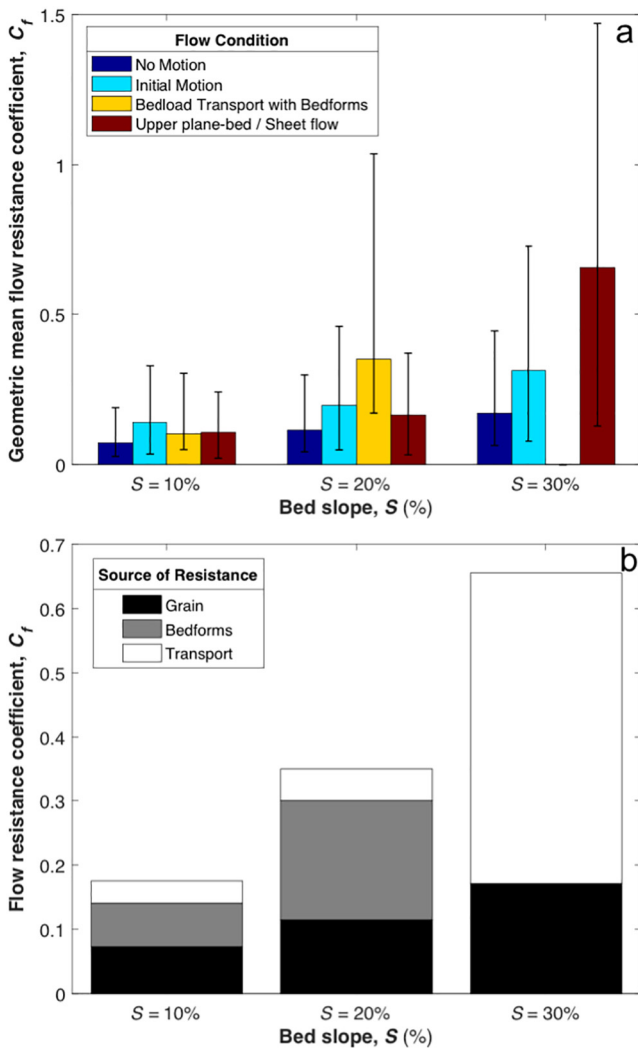 a
Geometric mean flow resistance coefficient, C_f
1.5
1
0.5
0
Flow Condition
No Motion
Initial Motion
Bedload Transport with Bedforms
Upper plane-bed / Sheet flow
S = 10%
S = 20%
S = 30%
Bed slope, S (%)
b
Flow resistance coefficient, C_f
0.7
0.6
0.5
0.4
0.3
0.2
0.1
0
Source of Resistance
Grain
Bedforms
Transport
S = 10%
S = 20%
S = 30%
Bed slope, S (%)